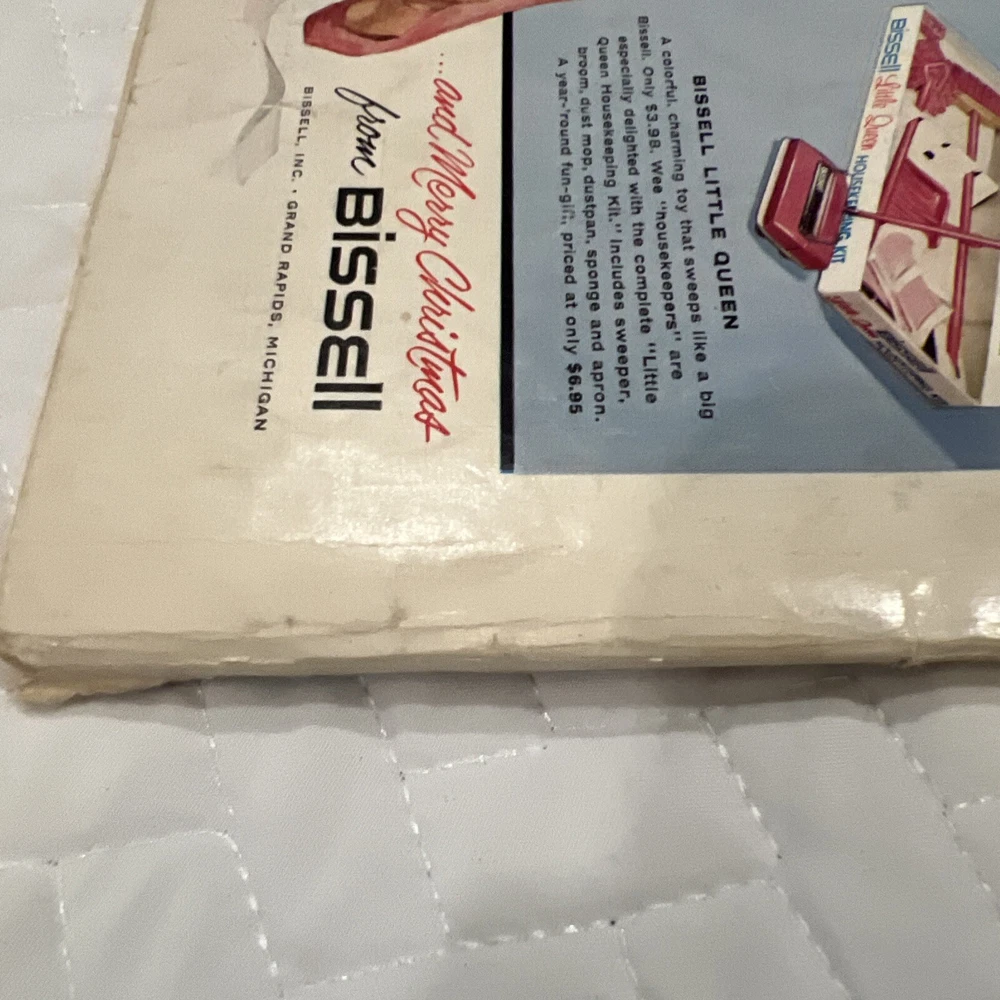 BISSELL Little Queen HOUSEKEEPING KIT
BISSELL LITTLE QUEEN
A colorful, charming toy that sweeps like a big
Bissell. Only $3.98. Wee "housekeepers" are
especially delighted with the complete "Little
Queen Housekeeping Kit." Includes sweeper,
broom, dust mop, dustpan, sponge and apron.
A year-'round fun-gift, priced at only $6.95
...and Merry Christmas
from BISSELL
BISSELL, INC. • GRAND RAPIDS, MICHIGAN